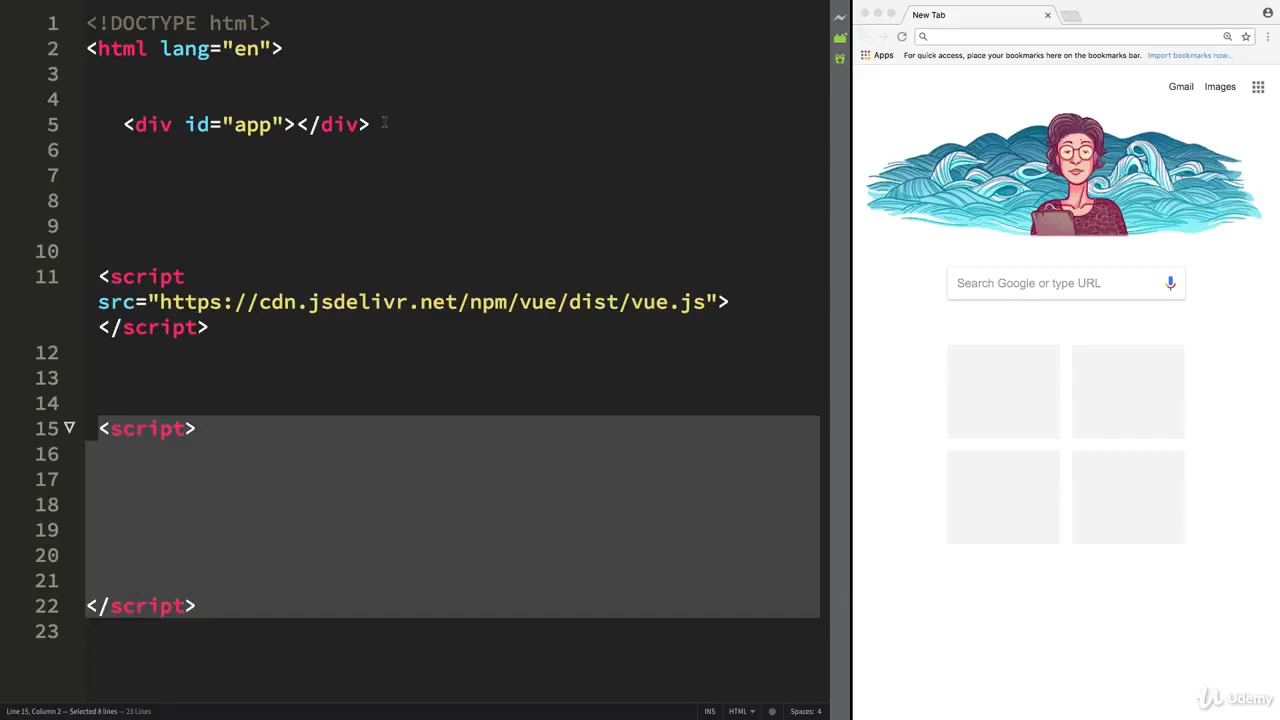 1 <!DOCTYPE html>
2 <html lang="en">
3
4
5 <div id="app"></div>
6
7
8
9
10
11 <script
src="https://cdn.jsdelivr.net/npm/vue/dist/vue.js">
</script>
12
13
14
15 <script>
16
17
18
19
20
21
22 </script>
23
Line 15, Column 2 — Selected 8 lines — 23 Lines
INS HTML Spaces: 4
New Tab
Apps For quick access, place your bookmarks here on the bookmarks bar. Import bookmarks now...
Gmail Images
Search Google or type URL
Udemy